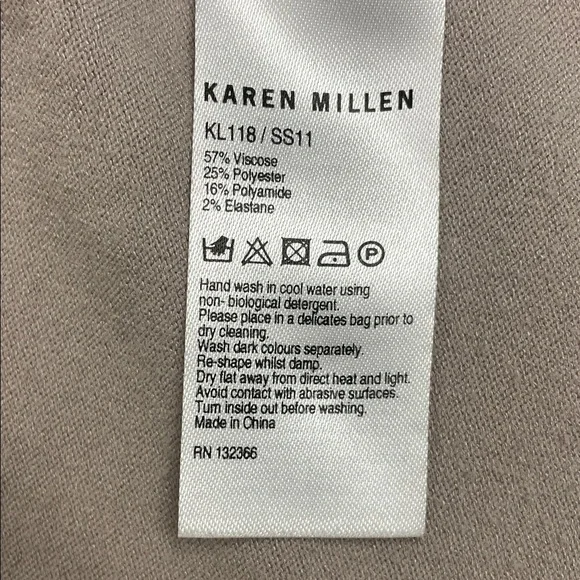 KAREN MILLEN
KL118 / SS11
57% Viscose
25% Polyester
16% Polyamide
2% Elastane
P
Hand wash in cool water using
non- biological detergent.
Please place in a delicates bag prior to
dry cleaning.
Wash dark colours separately.
Re-shape whilst damp.
Dry flat away from direct heat and light.
Avoid contact with abrasive surfaces.
Turn inside out before washing.
Made in China
RN 132366